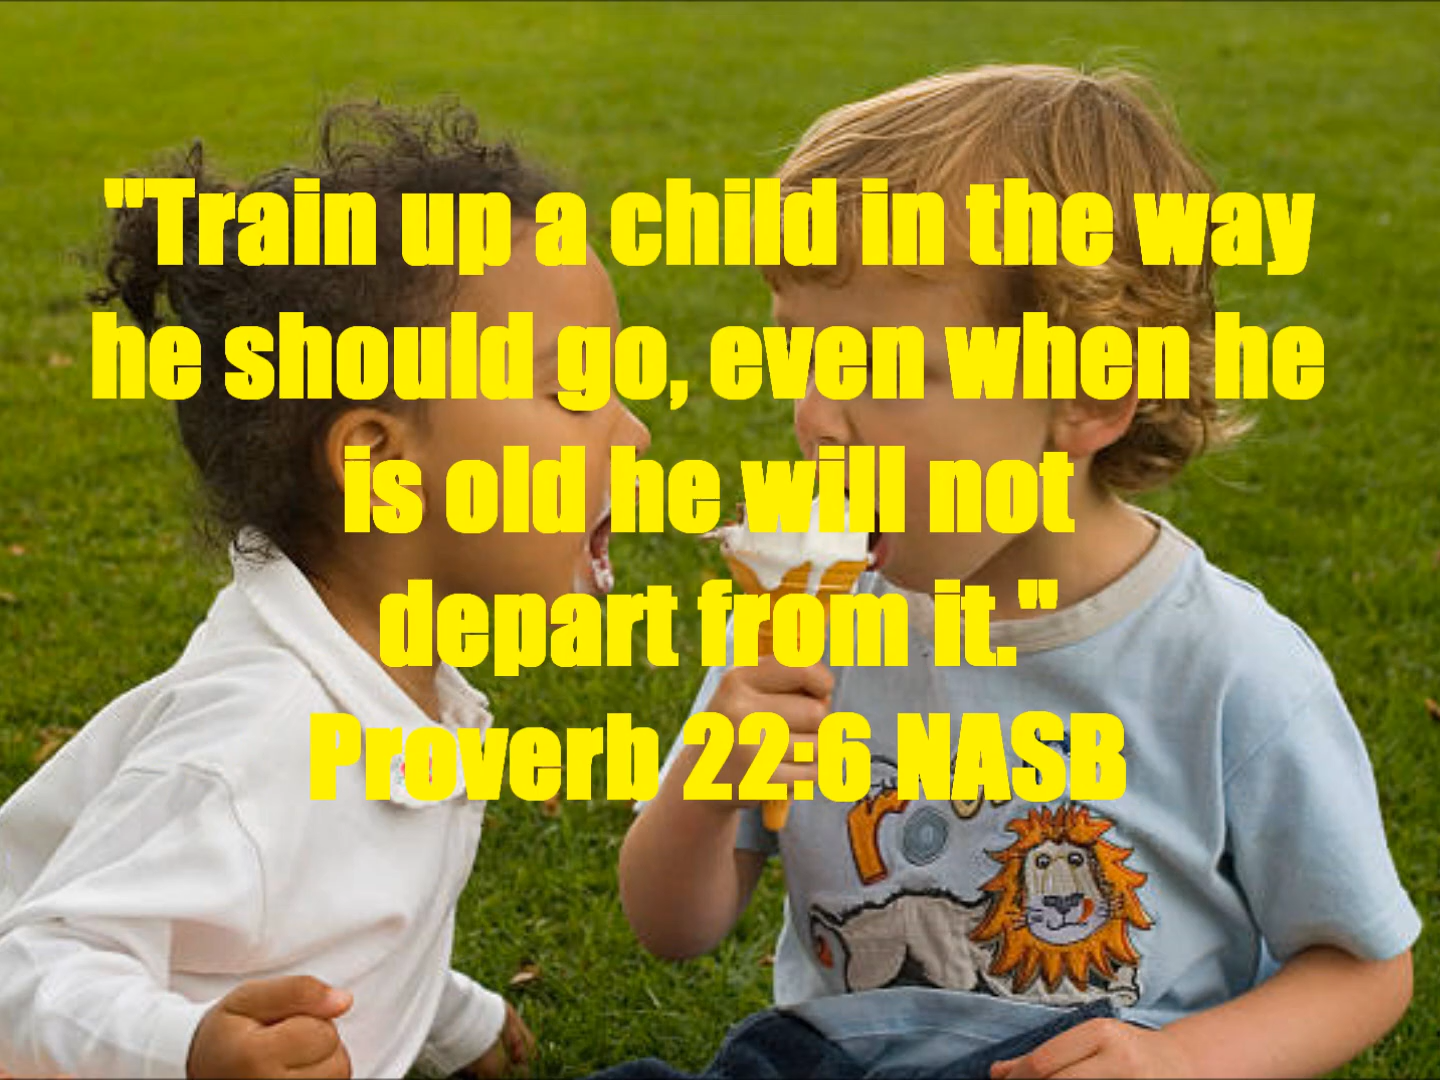 "Train up a child in the way
he should go, even when he
is old he will not
depart from it."
Proverb 22:6 NASB